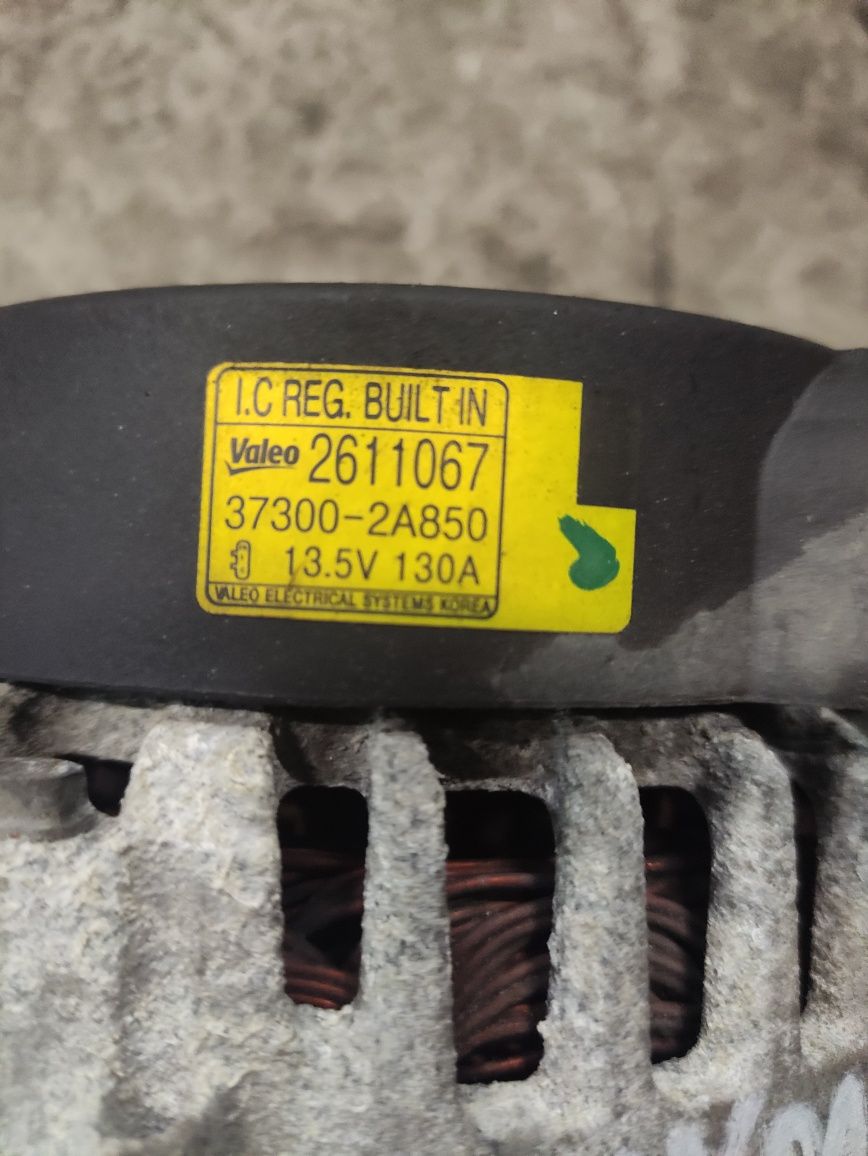 I.C REG. BUILT IN
Valeo 2611067
37300-2A850
13.5V 130A
VALEO ELECTRICAL SYSTEMS KOREA